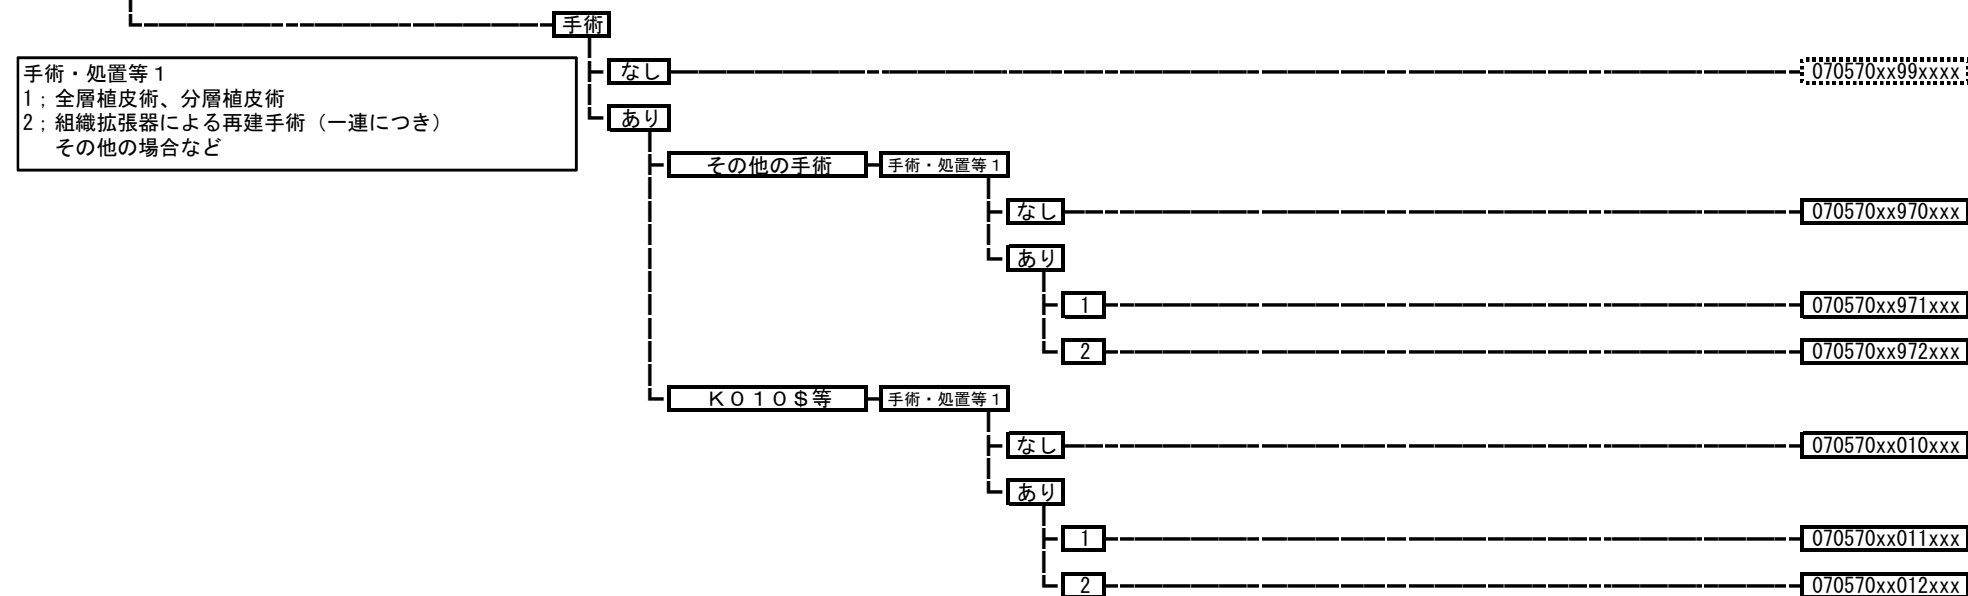 手術
手術・処置等1
1；全層植皮術、分層植皮術
2；組織拡張器による再建手術（一連につき）
その他の場合など
なし
070570xx99xxxx
あり
その他の手術
手術・処置等1
なし
070570xx970xxx
あり
1
070570xx971xxx
2
070570xx972xxx
Ｋ０１０＄等
手術・処置等1
なし
070570xx010xxx
あり
1
070570xx011xxx
2
070570xx012xxx